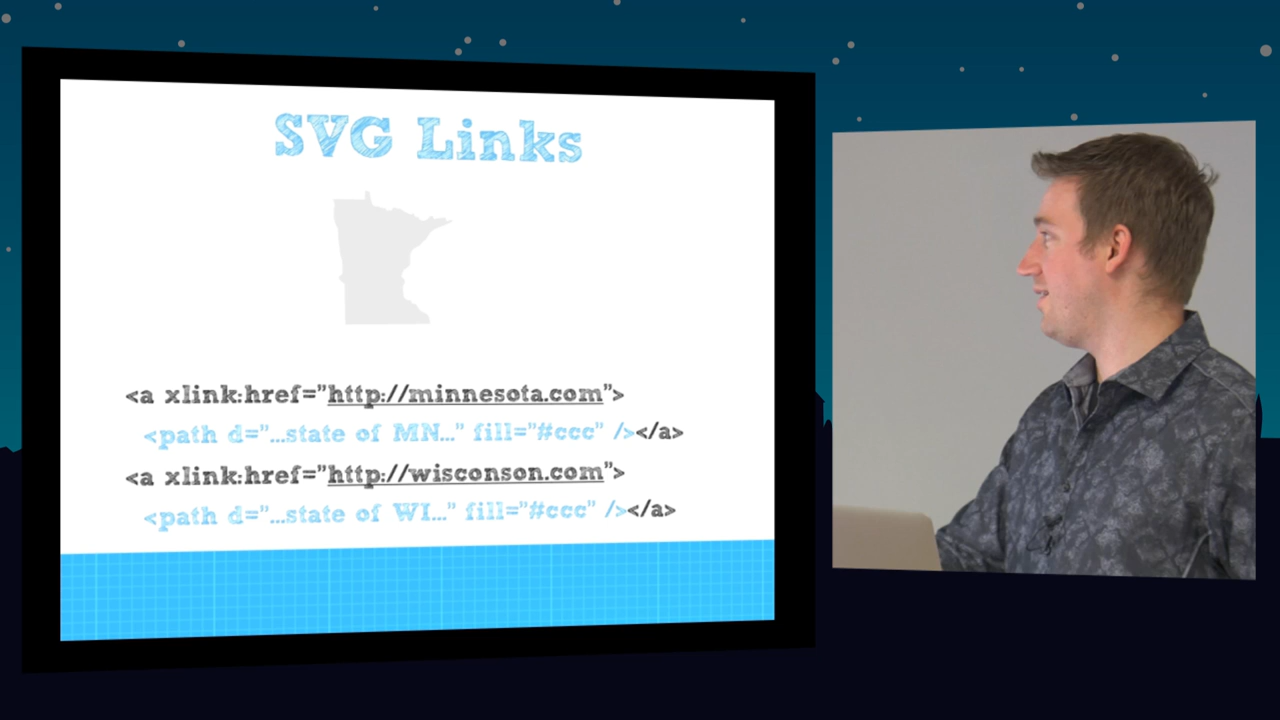 SVG Links
<a xlink:href="http://minnesota.com">
<path d="...state of MN..." fill="#ccc" /></a>
<a xlink:href="http://wisconson.com">
<path d="...state of WI..." fill="#ccc" /></a>